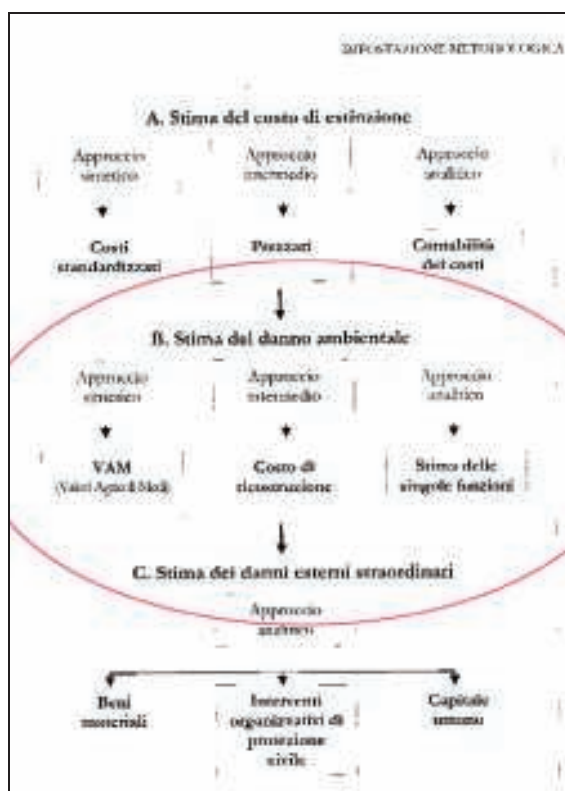 IMPOSTAZIONE METODOLOGICA
A. Stima del costo di estinzione
Approccio Approccio Approccio
sintetico intermedio analitico
Costi Prezzari Contabilità
standardizzati dei costi
B. Stima del danno ambientale
Approccio Approccio Approccio
sintetico intermedio analitico
VAM Costo di Stima delle
(Valori Agricoli Medi) ricostruzione singole funzioni
C. Stima dei danni esterni straordinari
Approccio
analitico
Beni Interventi Capitale
materiali organizzativi di umano
protezione
civile